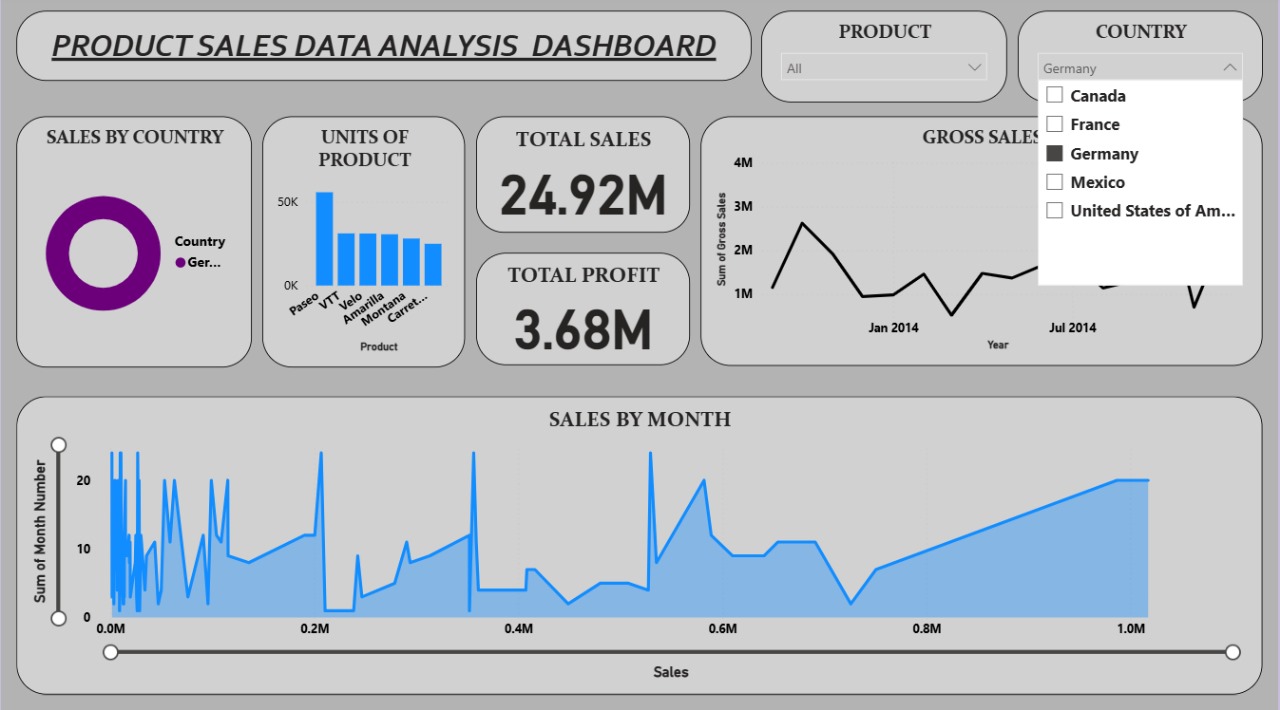 PRODUCT SALES DATA ANALYSIS  DASHBOARD
PRODUCT
All
COUNTRY
Germany
Canada
France
Germany
Mexico
United States of Am...
SALES BY COUNTRY
Country
Ger...
UNITS OF
PRODUCT
50K
0K
Paseo
VTT
Velo
Amarilla
Montana
Carret...
Product
TOTAL SALES
24.92M
TOTAL PROFIT
3.68M
GROSS SALES
Sum of Gross Sales
4M
3M
2M
1M
Jan 2014
Jul 2014
Year
SALES BY MONTH
Sum of Month Number
20
10
0
0.0M
0.2M
0.4M
0.6M
0.8M
1.0M
Sales